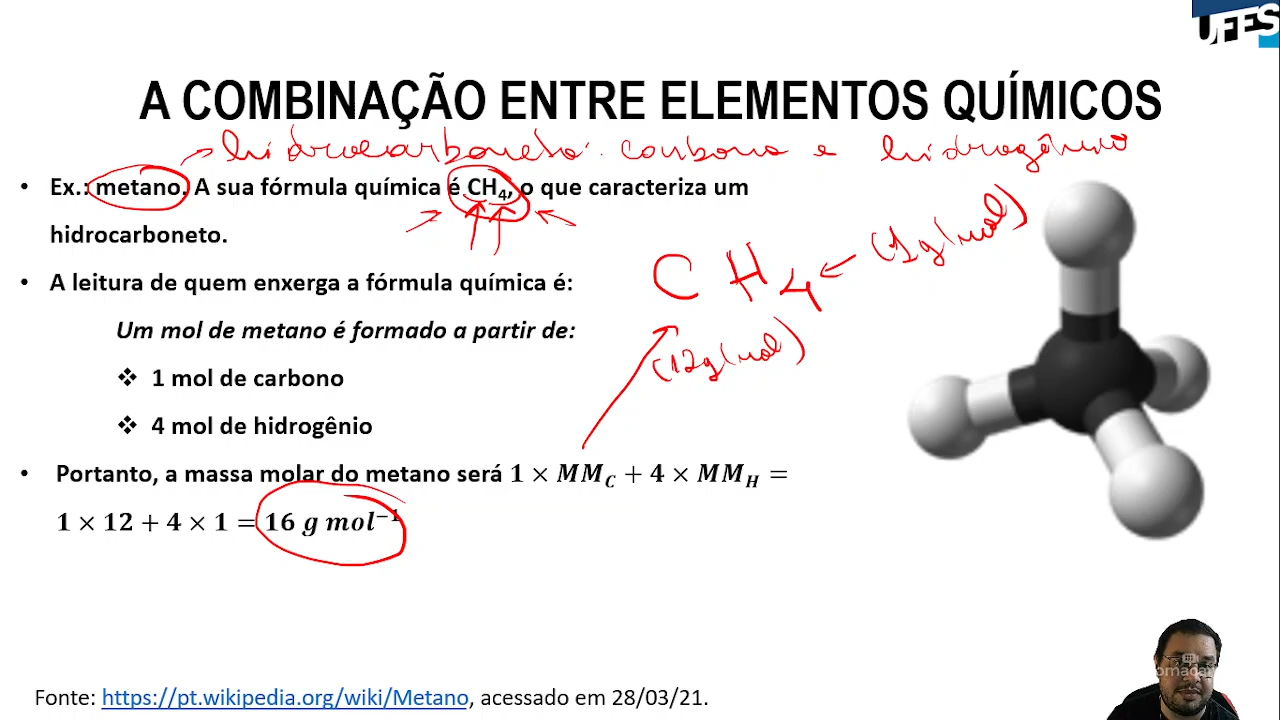 UFES
A COMBINAÇÃO ENTRE ELEMENTOS QUÍMICOS
hidrocarboneto: carbono e hidrogênio
• Ex.: metano. A sua fórmula química é CH₄, o que caracteriza um
hidrocarboneto.
(1g/mol)
C H₄
• A leitura de quem enxerga a fórmula química é:
Um mol de metano é formado a partir de:
(12g/mol)
❖ 1 mol de carbono
❖ 4 mol de hidrogênio
• Portanto, a massa molar do metano será 1 × MM_C + 4 × MM_H =
1 × 12 + 4 × 1 = 16 g mol⁻¹
Fonte: https://pt.wikipedia.org/wiki/Metano, acessado em 28/03/21.